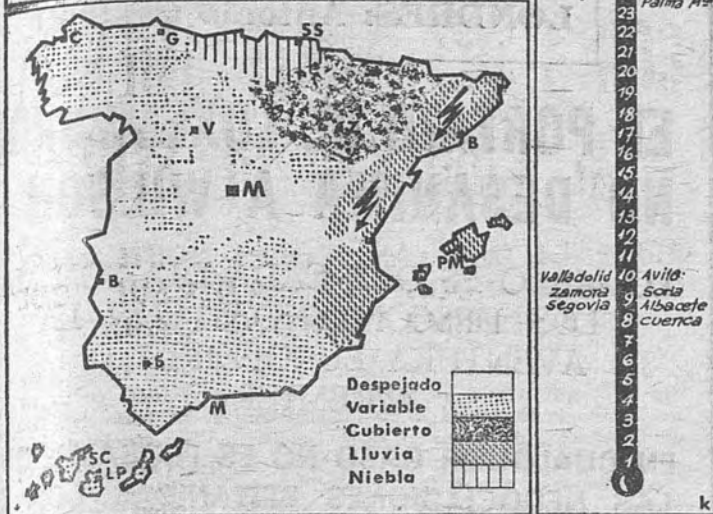 Palma
C
G
SS
V
Z
B
M
PM
B
S
M
SC
LP
Despejado
Variable
Cubierto
Lluvia
Niebla
23
22
21
20
19
18
17
16
15
14
13
12
11
10
9
8
7
6
5
4
3
2
1
Valladolid
zamora
segovia
Avila
Soria
Albacete
cuenca
k